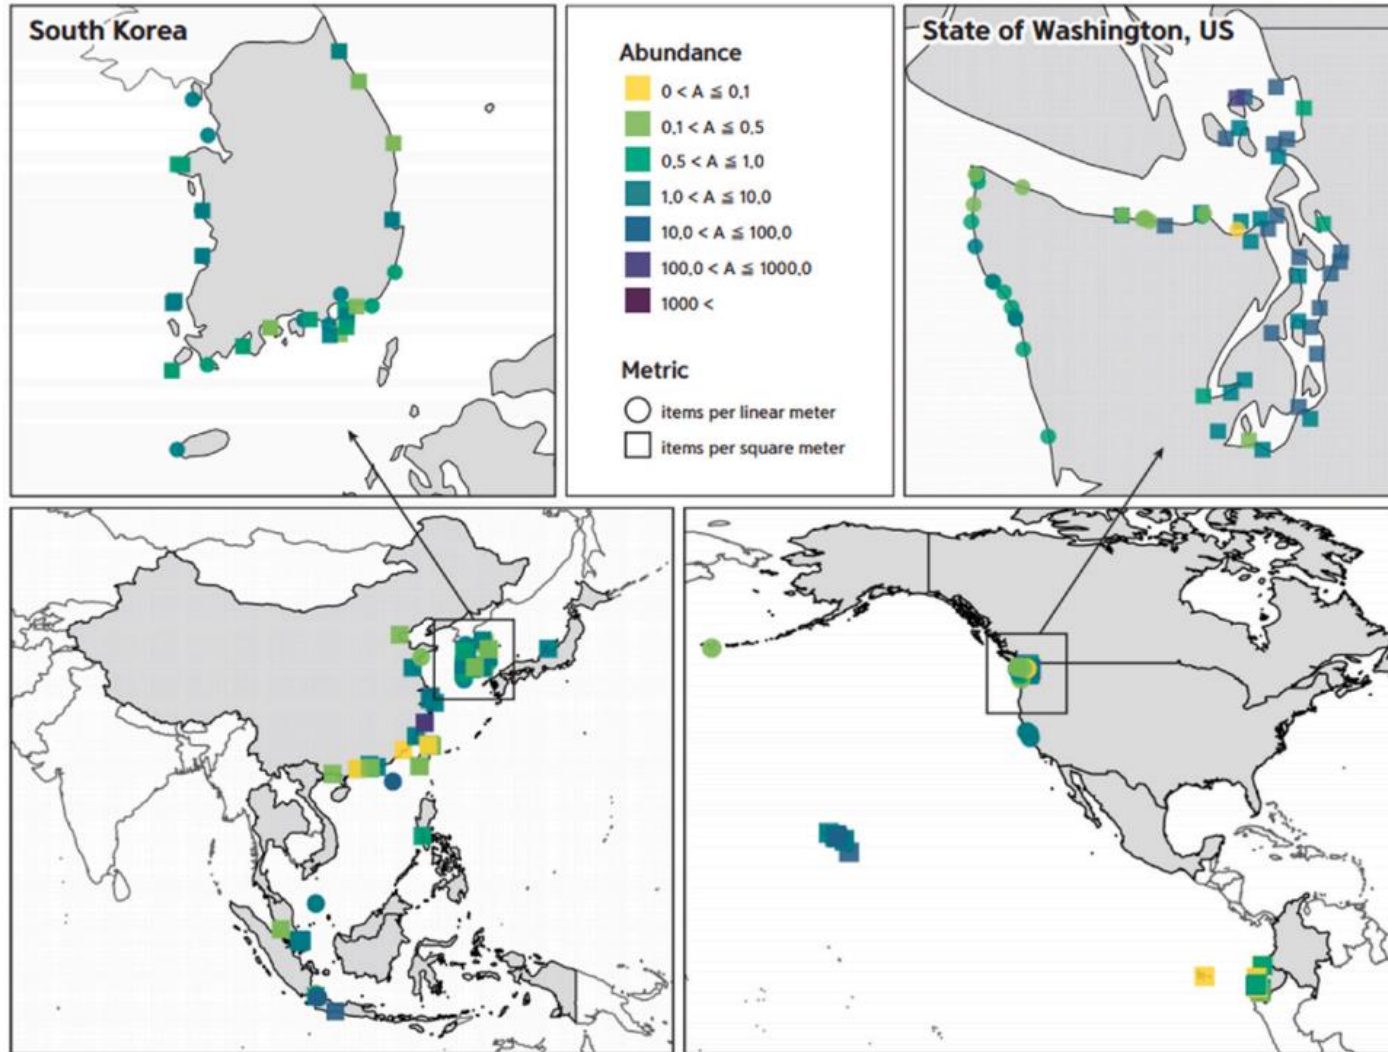 South Korea
Abundance
0 < A ≦ 0.1
0.1 < A ≦ 0.5
0.5 < A ≦ 1.0
1.0 < A ≦ 10.0
10.0 < A ≦ 100.0
100.0 < A ≦ 1000.0
1000 <
Metric
items per linear meter
items per square meter
State of Washington, US